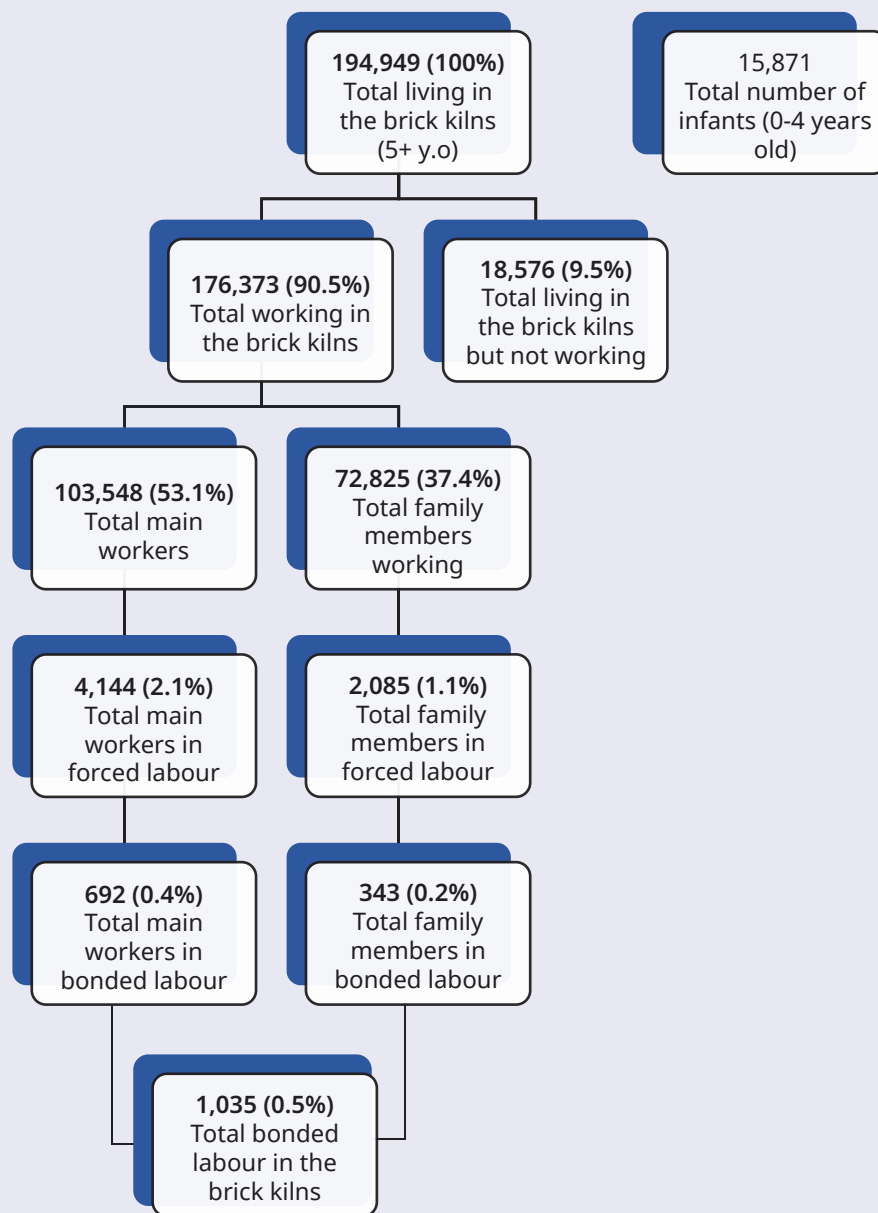 194,949 (100%)
Total living in
the brick kilns
(5+ y.o)
15,871
Total number of
infants (0-4 years
old)
176,373 (90.5%)
Total working in
the brick kilns
18,576 (9.5%)
Total living in
the brick kilns
but not working
103,548 (53.1%)
Total main
workers
72,825 (37.4%)
Total family
members
working
4,144 (2.1%)
Total main
workers in
forced labour
2,085 (1.1%)
Total family
members in
forced labour
692 (0.4%)
Total main
workers in
bonded labour
343 (0.2%)
Total family
members in
bonded labour
1,035 (0.5%)
Total bonded
labour in the
brick kilns